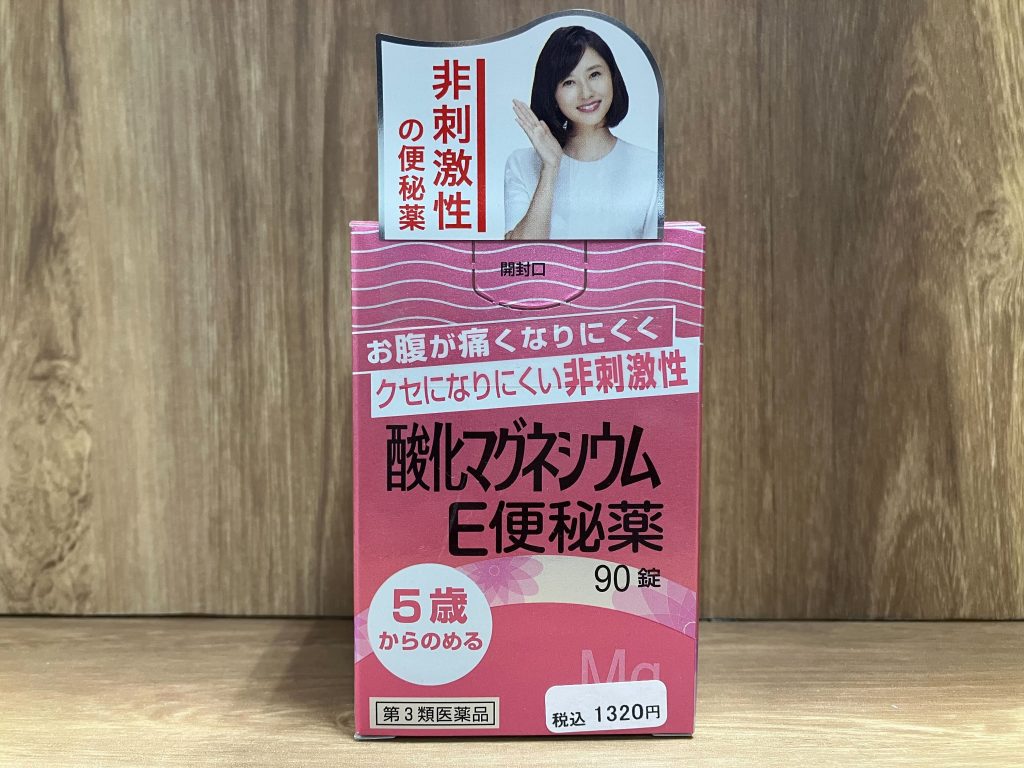 非刺激性
の便秘薬
開封口
お腹が痛くなりにくく
クセになりにくい非刺激性
酸化マグネシウム
E便秘薬
90錠
5歳
からのめる
Mg
第3類医薬品
税込 1320円